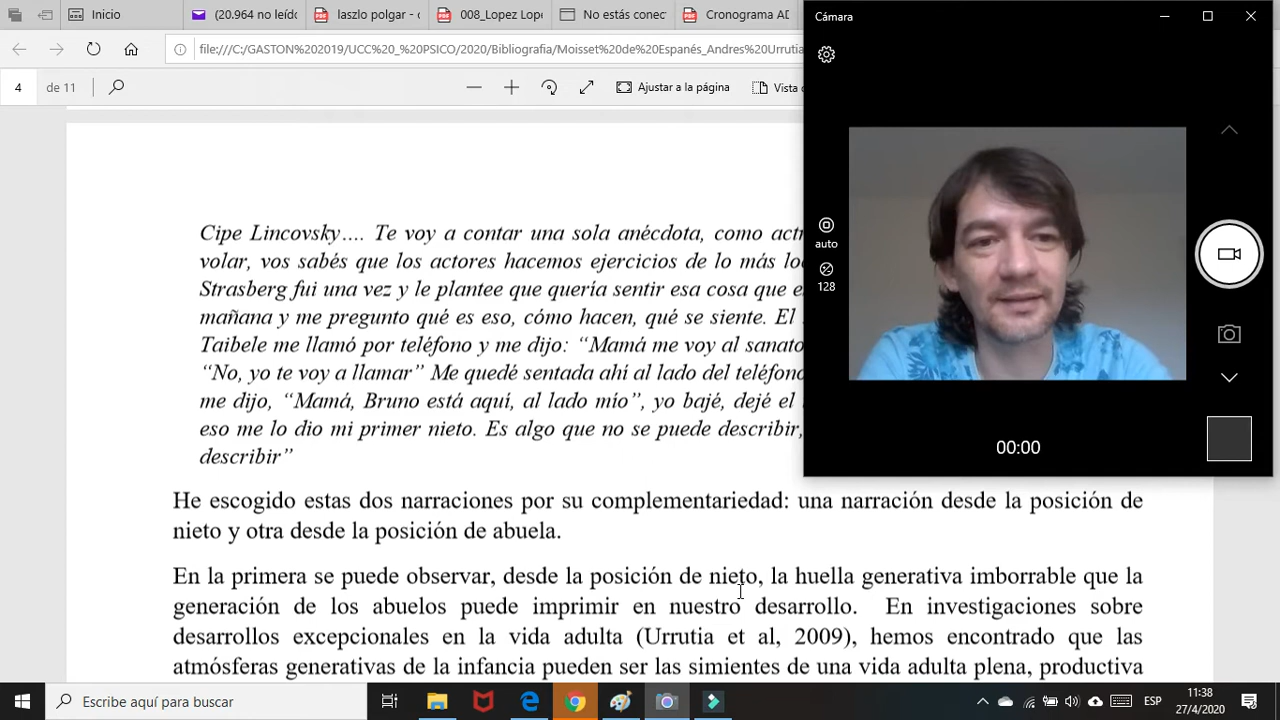 Inicio
(20.964 no leído
laszlo polgar - c
008_Lopez Lope
No estás conec
Cronograma AD
Cámara
file:///C:/GASTON%202019/UCC%20_%20PSICO/2020/Bibliografia/Moisset%20de%20Espanés_Andres%20Urrutia
4 de 11
Ajustar a la página
Vista d
auto
128
00:00
Cipe Lincovsky…. Te voy a contar una sola anécdota, como actr
volar, vos sabés que los actores hacemos ejercicios de lo más loc
Strasberg fui una vez y le plantee que quería sentir esa cosa que e
mañana y me pregunto qué es eso, cómo hacen, qué se siente. El
Taibele me llamó por teléfono y me dijo: “Mamá me voy al sanato
“No, yo te voy a llamar” Me quedé sentada ahí al lado del teléfono
me dijo, “Mamá, Bruno está aquí, al lado mío”, yo bajé, dejé el
eso me lo dio mi primer nieto. Es algo que no se puede describir,
describir”
He escogido estas dos narraciones por su complementariedad: una narración desde la posición de
nieto y otra desde la posición de abuela.
En la primera se puede observar, desde la posición de nieto, la huella generativa imborrable que la
generación de los abuelos puede imprimir en nuestro desarrollo. En investigaciones sobre
desarrollos excepcionales en la vida adulta (Urrutia et al, 2009), hemos encontrado que las
atmósferas generativas de la infancia pueden ser las simientes de una vida adulta plena, productiva
Escribe aquí para buscar
ESP
11:38
27/4/2020